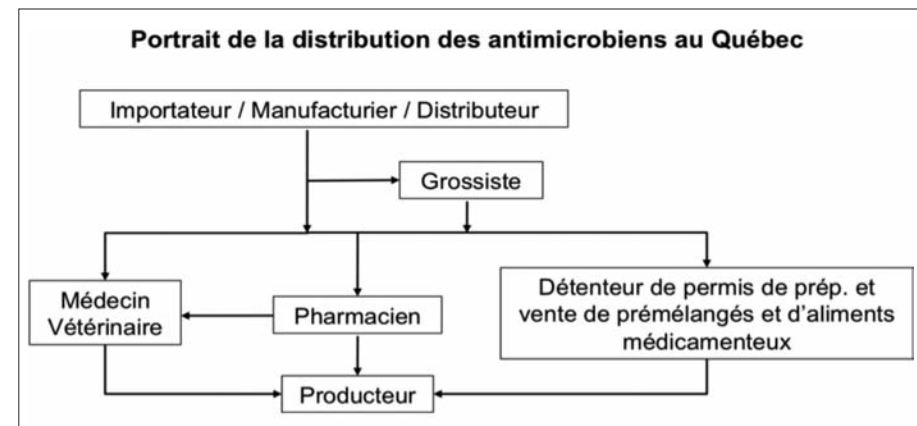 Portrait de la distribution des antimicrobiens au Québec
Importateur / Manufacturier / Distributeur
Grossiste
Médecin
Vétérinaire
Pharmacien
Détenteur de permis de prép. et
vente de prémélangés et d'aliments
médicamenteux
Producteur